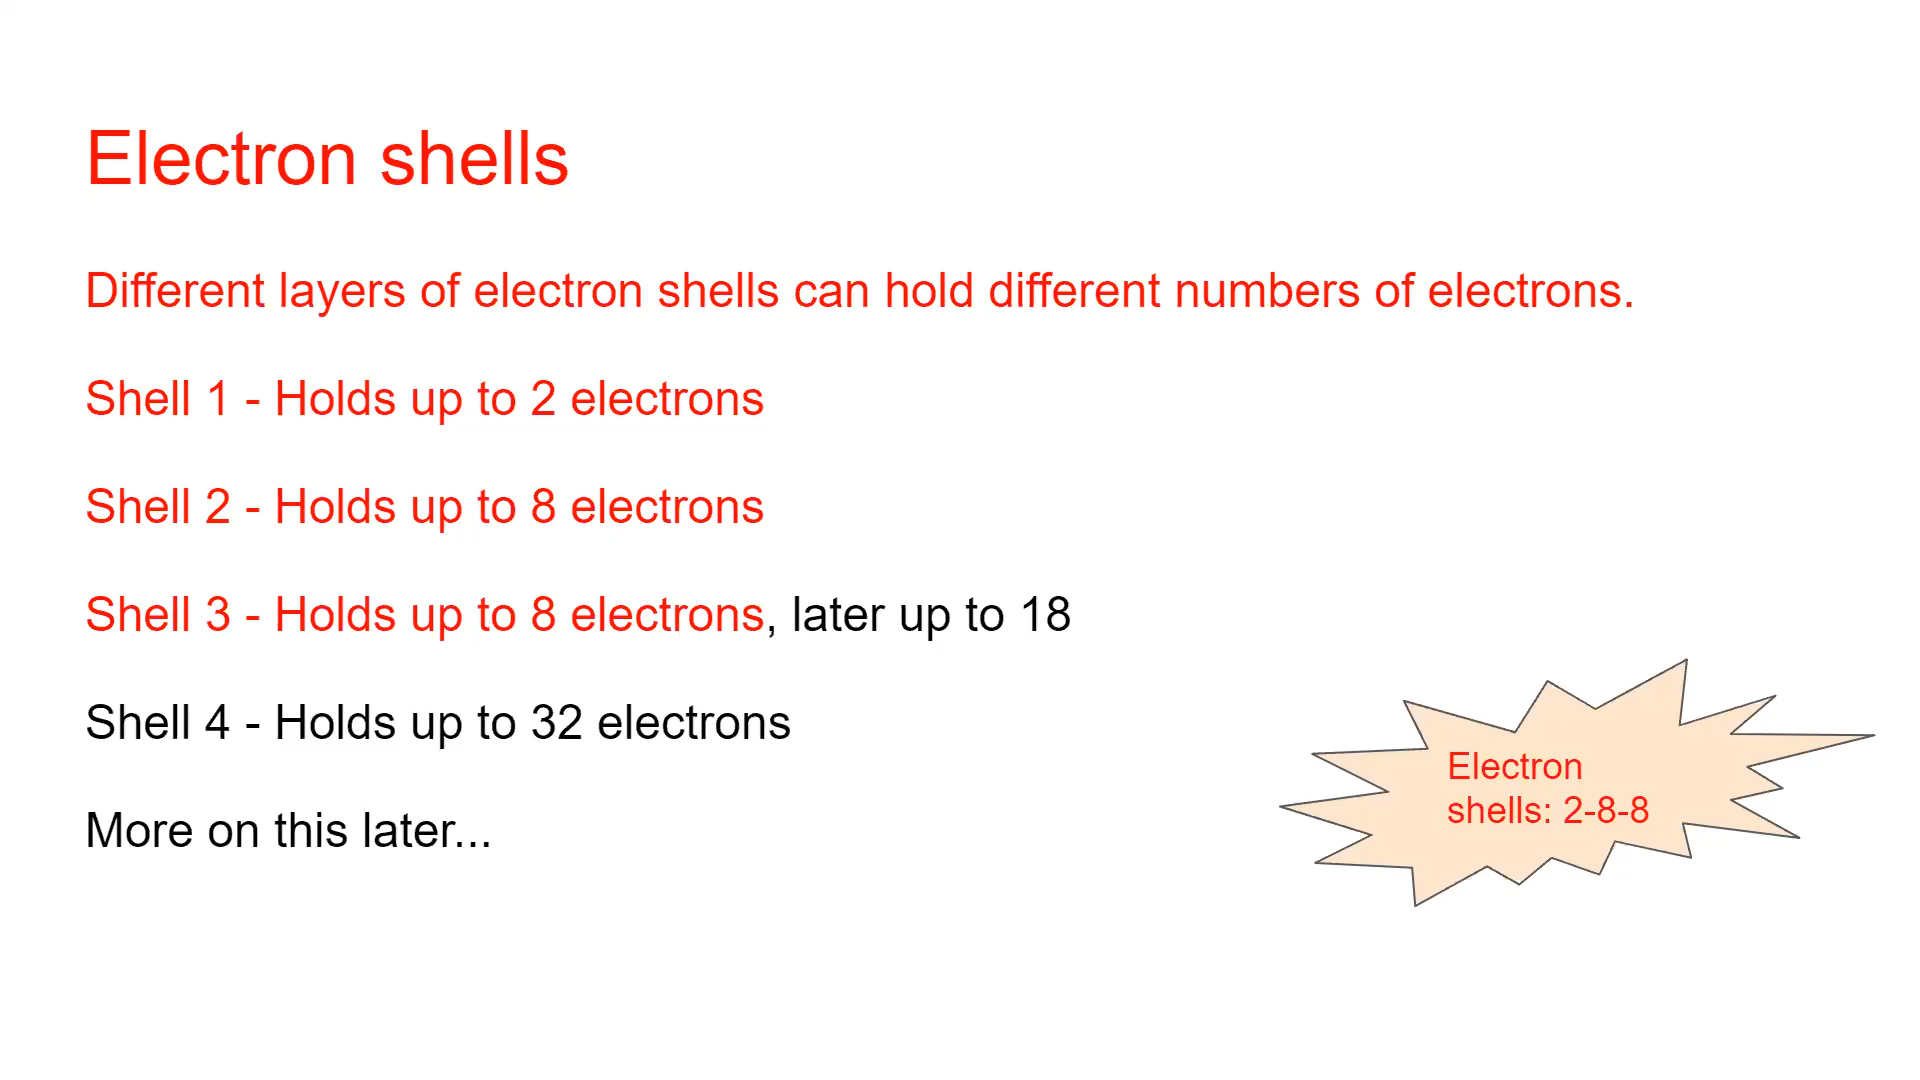 Electron shells
Different layers of electron shells can hold different numbers of electrons.
Shell 1 - Holds up to 2 electrons
Shell 2 - Holds up to 8 electrons
Shell 3 - Holds up to 8 electrons, later up to 18
Shell 4 - Holds up to 32 electrons
More on this later...
Electron
shells: 2-8-8